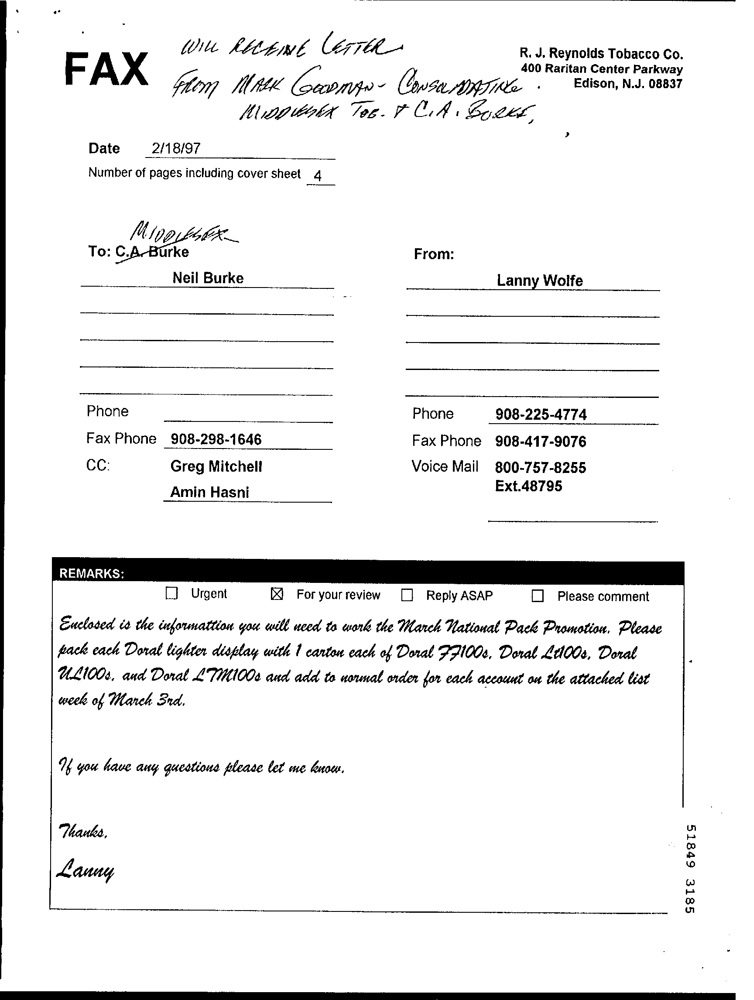 WILL RECEIVE LETTER
FROM MARK GOODMAN - CONSOLIDATING
MIDDLESEX TOB. & C.A. BURKE,
FAX
R. J. Reynolds Tobacco Co.
400 Raritan Center Parkway
Edison, N.J. 08837
Date 2/18/97
Number of pages including cover sheet 4
MIDDLESEX
To: C.A. Burke
From:
Neil Burke
Lanny Wolfe
Phone
Phone 908-225-4774
Fax Phone 908-298-1646
Fax Phone 908-417-9076
CC: Greg Mitchell
Voice Mail 800-757-8255
Amin Hasni
Ext.48795
REMARKS:
☐ Urgent ☒ For your review ☐ Reply ASAP ☐ Please comment
Enclosed is the informattion you will need to work the March National Pack Promotion. Please
pack each Doral lighter display with 1 carton each of Doral FF100s, Doral Lt100s, Doral
UL100s, and Doral LTM100s and add to normal order for each account on the attached list
week of March 3rd.
If you have any questions please let me know.
Thanks,
Lanny
51849 3185